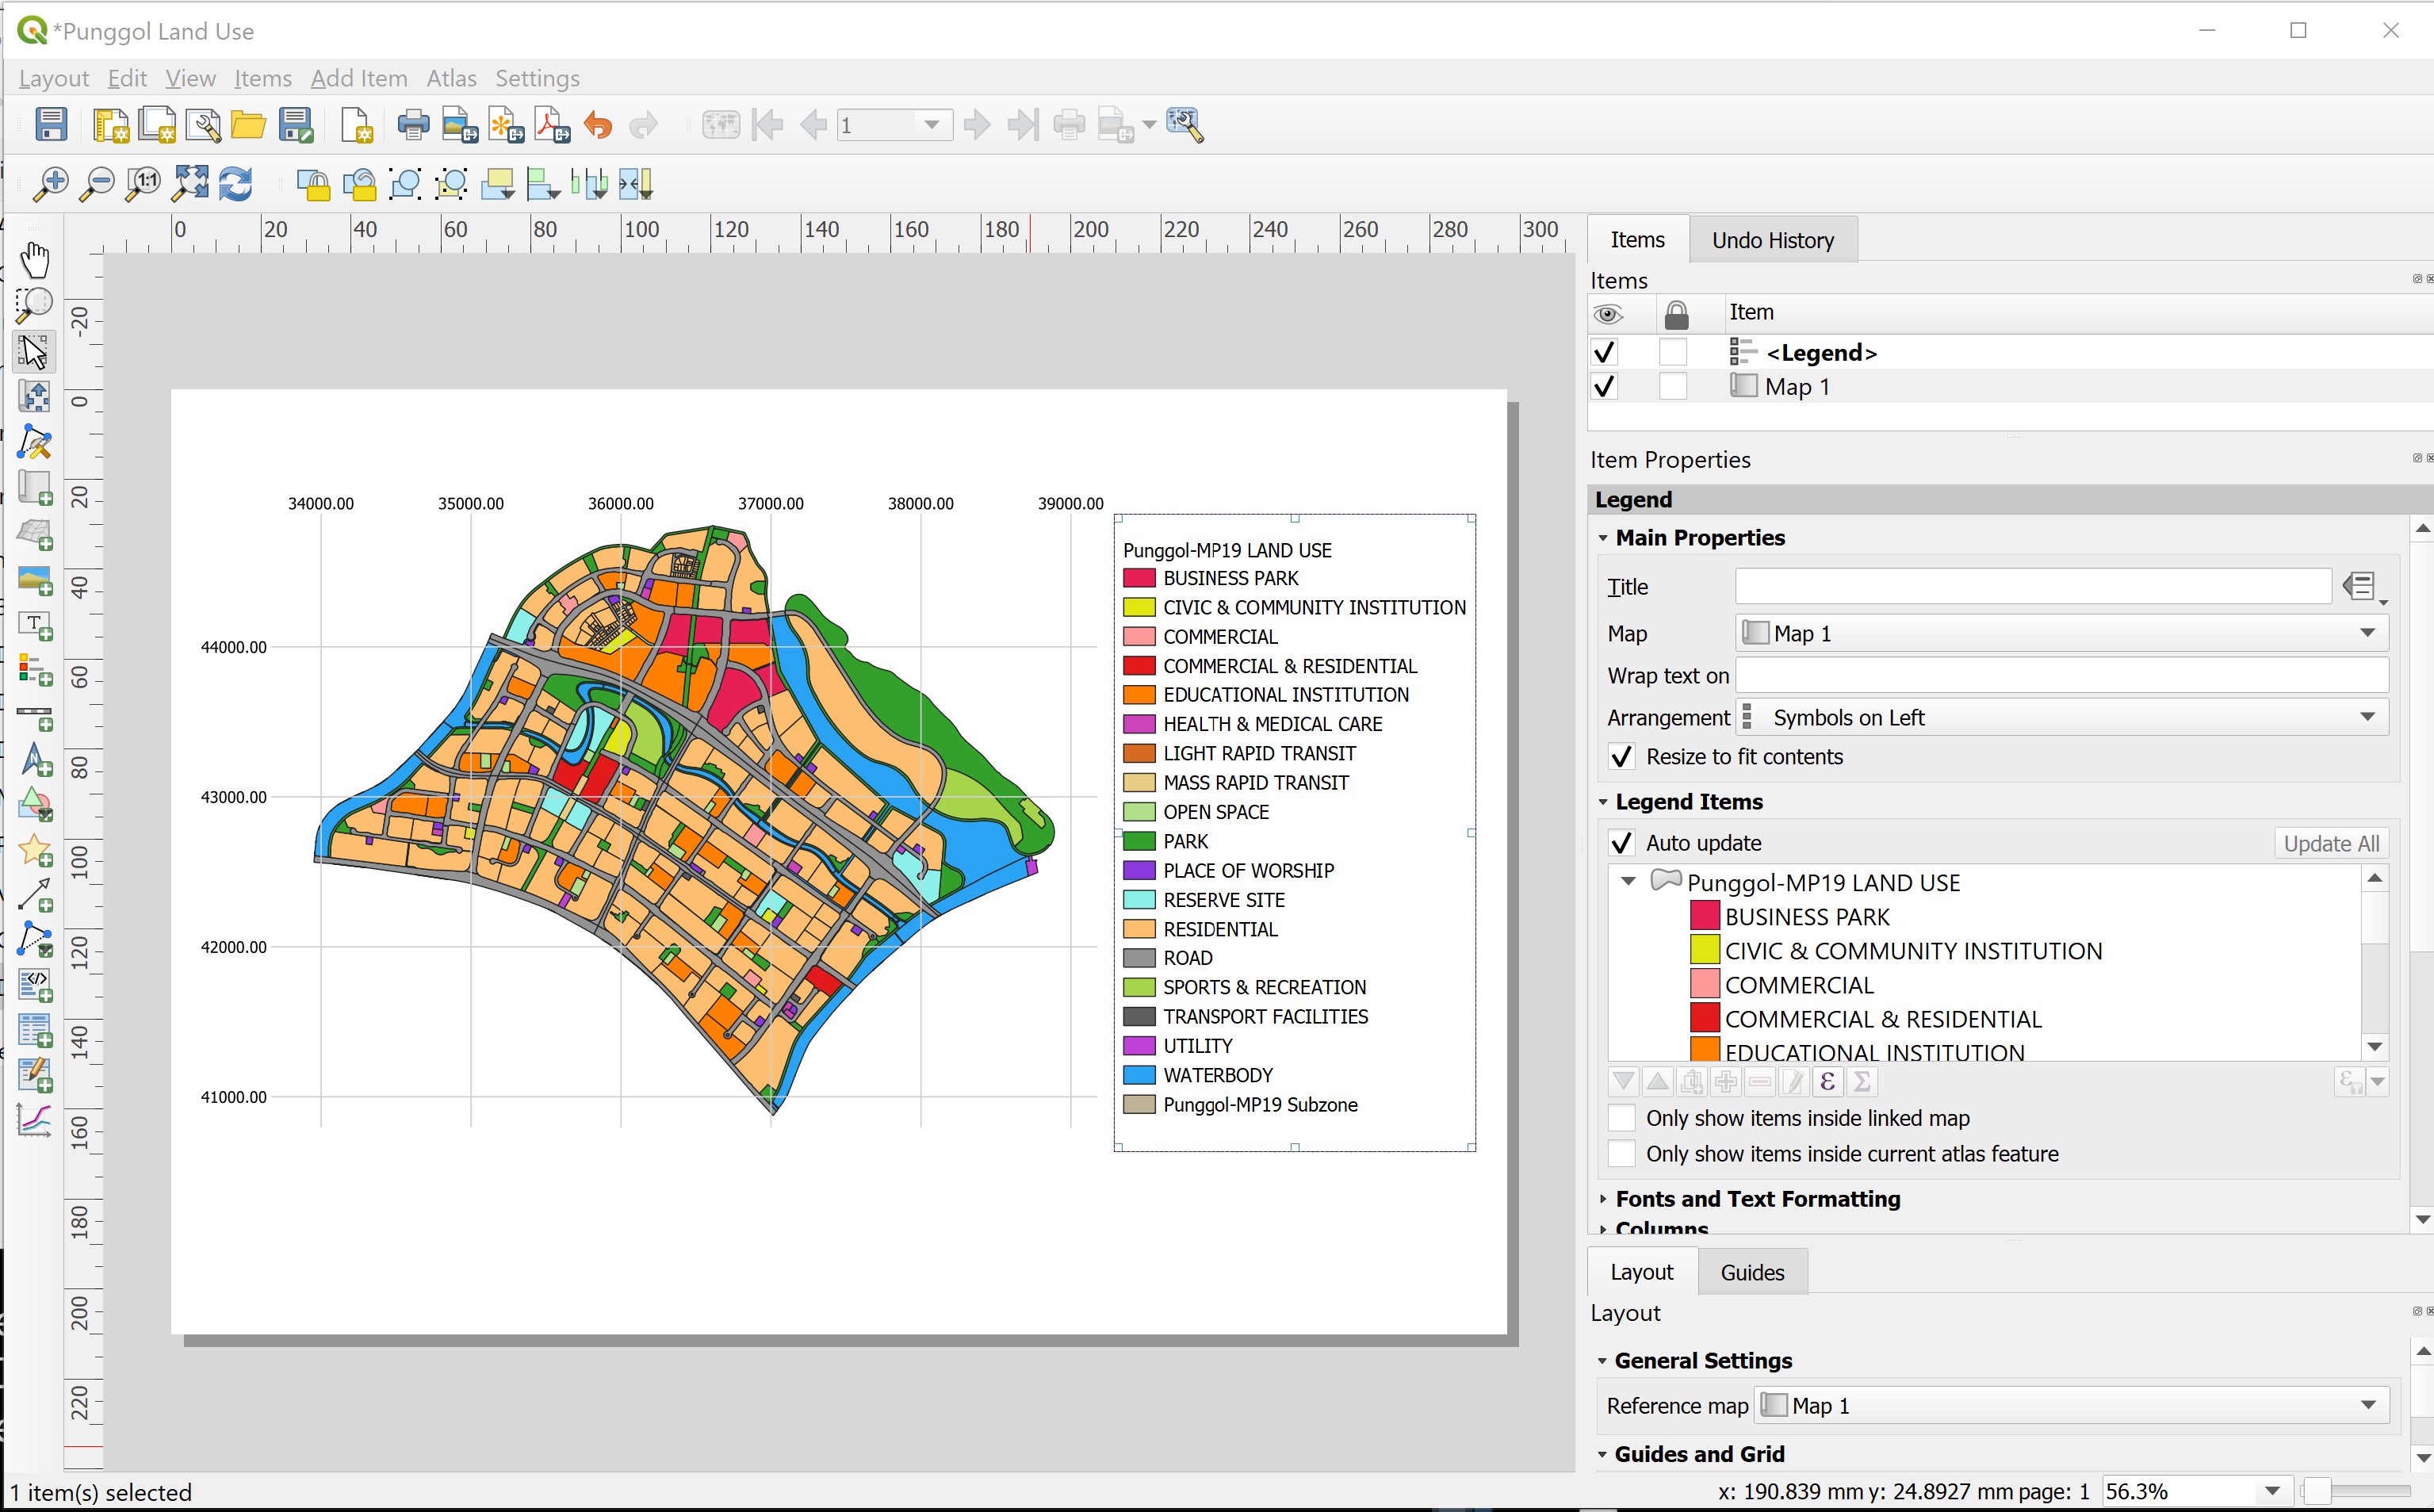 *Punggol Land Use
Layout Edit View Items Add Item Atlas Settings
1
1:1
0 20 40 60 80 100 120 140 160 180 200 220 240 260 280 300
-20
0
20
40
60
80
100
120
140
160
180
200
220
34000.00 35000.00 36000.00 37000.00 38000.00 39000.00
44000.00
43000.00
42000.00
41000.00
Punggol-MP19 LAND USE
BUSINESS PARK
CIVIC & COMMUNITY INSTITUTION
COMMERCIAL
COMMERCIAL & RESIDENTIAL
EDUCATIONAL INSTITUTION
HEALTH & MEDICAL CARE
LIGHT RAPID TRANSIT
MASS RAPID TRANSIT
OPEN SPACE
PARK
PLACE OF WORSHIP
RESERVE SITE
RESIDENTIAL
ROAD
SPORTS & RECREATION
TRANSPORT FACILITIES
UTILITY
WATERBODY
Punggol-MP19 Subzone
Items Undo History
Items
Item
<Legend>
Map 1
Item Properties
Legend
Main Properties
Title
Map Map 1
Wrap text on
Arrangement Symbols on Left
Resize to fit contents
Legend Items
Auto update Update All
Punggol-MP19 LAND USE
BUSINESS PARK
CIVIC & COMMUNITY INSTITUTION
COMMERCIAL
COMMERCIAL & RESIDENTIAL
EDUCATIONAL INSTITUTION
ε Σ ε
Only show items inside linked map
Only show items inside current atlas feature
Fonts and Text Formatting
Columns
Layout Guides
Layout
General Settings
Reference map Map 1
Guides and Grid
1 item(s) selected
x: 190.839 mm y: 24.8927 mm page: 1 56.3%